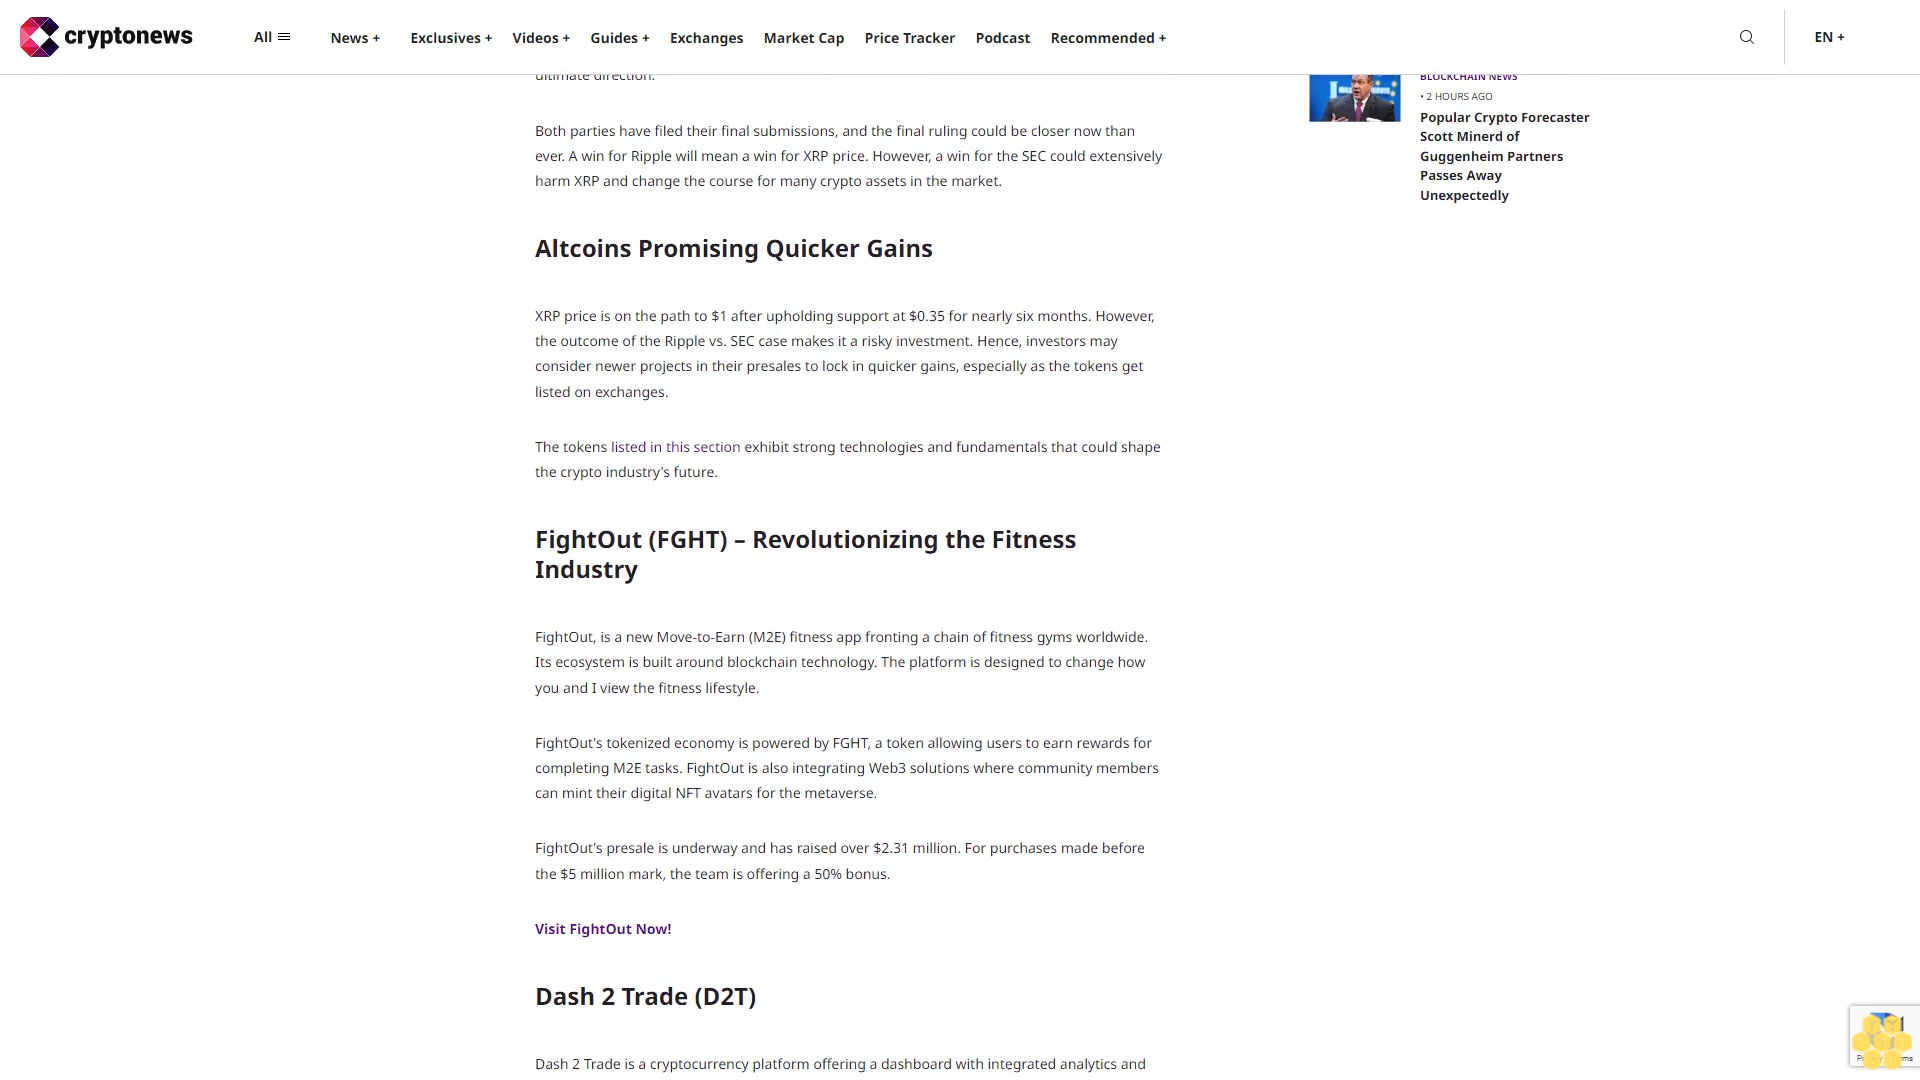 cryptonews
All
News +
Exclusives +
Videos +
Guides +
Exchanges
Market Cap
Price Tracker
Podcast
Recommended +
EN +
ultimate direction.
Both parties have filed their final submissions, and the final ruling could be closer now than
ever. A win for Ripple will mean a win for XRP price. However, a win for the SEC could extensively
harm XRP and change the course for many crypto assets in the market.
Altcoins Promising Quicker Gains
XRP price is on the path to $1 after upholding support at $0.35 for nearly six months. However,
the outcome of the Ripple vs. SEC case makes it a risky investment. Hence, investors may
consider newer projects in their presales to lock in quicker gains, especially as the tokens get
listed on exchanges.
The tokens listed in this section exhibit strong technologies and fundamentals that could shape
the crypto industry's future.
FightOut (FGHT) – Revolutionizing the Fitness
Industry
FightOut, is a new Move-to-Earn (M2E) fitness app fronting a chain of fitness gyms worldwide.
Its ecosystem is built around blockchain technology. The platform is designed to change how
you and I view the fitness lifestyle.
FightOut's tokenized economy is powered by FGHT, a token allowing users to earn rewards for
completing M2E tasks. FightOut is also integrating Web3 solutions where community members
can mint their digital NFT avatars for the metaverse.
FightOut's presale is underway and has raised over $2.31 million. For purchases made before
the $5 million mark, the team is offering a 50% bonus.
Visit FightOut Now!
Dash 2 Trade (D2T)
Dash 2 Trade is a cryptocurrency platform offering a dashboard with integrated analytics and
BLOCKCHAIN NEWS
• 2 HOURS AGO
Popular Crypto Forecaster
Scott Minerd of
Guggenheim Partners
Passes Away
Unexpectedly